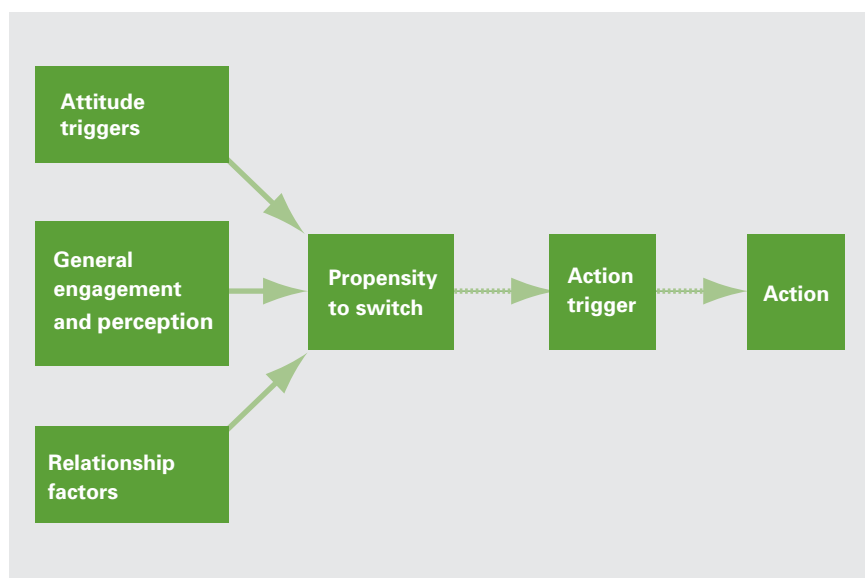 Attitude
triggers
General
engagement
and perception
Relationship
factors
Propensity
to switch
Action
trigger
Action